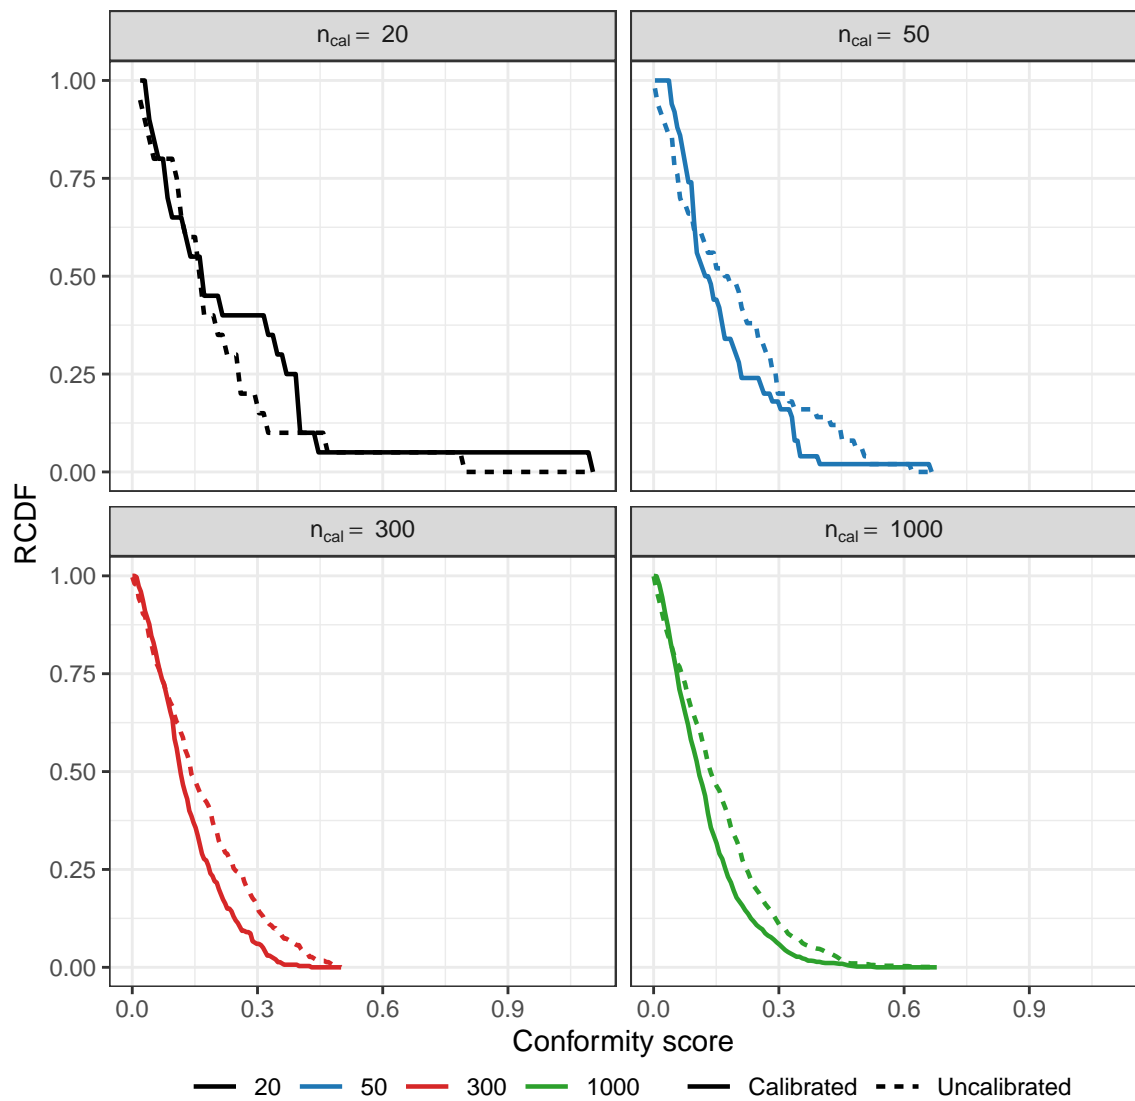 n_cal = 20
n_cal = 50
1.00
0.75
0.50
0.25
0.00
RCDF
n_cal = 300
n_cal = 1000
1.00
0.75
0.50
0.25
0.00
0.0 0.3 0.6 0.9
0.0 0.3 0.6 0.9
Conformity score
20 50 300 1000 Calibrated Uncalibrated